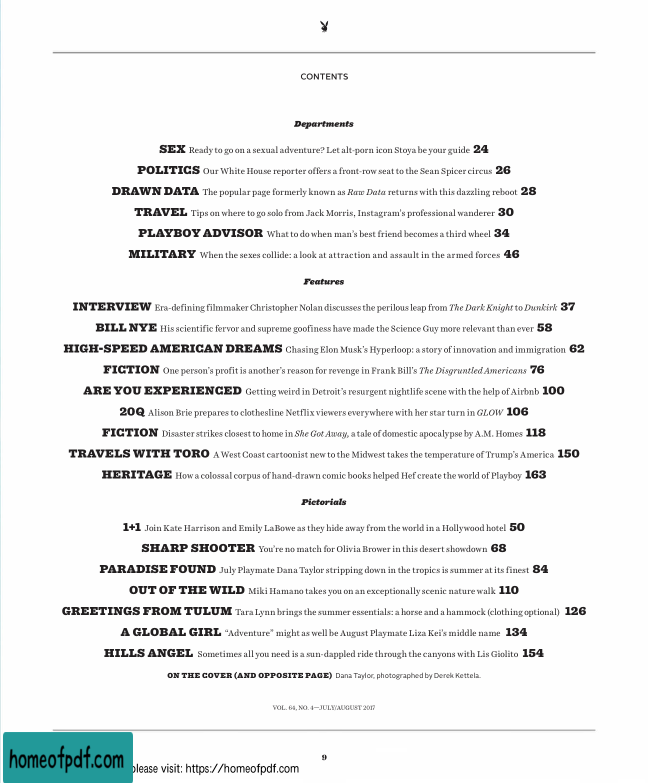 CONTENTS
Departments
SEX Ready to go on a sexual adventure? Let alt-porn icon Stoya be your guide 24
POLITICS Our White House reporter offers a front-row seat to the Sean Spicer circus 26
DRAWN DATA The popular page formerly known as Raw Data returns with this dazzling reboot 28
TRAVEL Tips on where to go solo from Jack Morris, Instagram's professional wanderer 30
PLAYBOY ADVISOR What to do when man's best friend becomes a third wheel 34
MILITARY When the sexes collide: a look at attraction and assault in the armed forces 46
Features
INTERVIEW Era-defining filmmaker Christopher Nolan discusses the perilous leap from The Dark Knight to Dunkirk 37
BILL NYE His scientific fervor and supreme goofiness have made the Science Guy more relevant than ever 58
HIGH-SPEED AMERICAN DREAMS Chasing Elon Musk's Hyperloop: a story of innovation and immigration 62
FICTION One person's profit is another's reason for revenge in Frank Bill's The Disgruntled Americans 76
ARE YOU EXPERIENCED Getting weird in Detroit's resurgent nightlife scene with the help of Airbnb 100
20Q Alison Brie prepares to clothesline Netflix viewers everywhere with her star turn in GLOW 106
FICTION Disaster strikes closest to home in She Got Away, a tale of domestic apocalypse by A.M. Homes 118
TRAVELS WITH TORO A West Coast cartoonist new to the Midwest takes the temperature of Trump's America 150
HERITAGE How a colossal corpus of hand-drawn comic books helped Hef create the world of Playboy 163
Pictorials
1+1 Join Kate Harrison and Emily LaBowe as they hide away from the world in a Hollywood hotel 50
SHARP SHOOTER You're no match for Olivia Brower in this desert showdown 68
PARADISE FOUND July Playmate Dana Taylor stripping down in the tropics is summer at its finest 84
OUT OF THE WILD Miki Hamano takes you on an exceptionally scenic nature walk 110
GREETINGS FROM TULUM Tara Lynn brings the summer essentials: a horse and a hammock (clothing optional) 126
A GLOBAL GIRL “Adventure” might as well be August Playmate Liza Kei's middle name 134
HILLS ANGEL Sometimes all you need is a sun-dappled ride through the canyons with Lis Giolito 154
ON THE COVER (AND OPPOSITE PAGE) Dana Taylor, photographed by Derek Kettela.
VOL. 64, NO. 4—JULY/AUGUST 2017
9
homeofpdf.com
please visit: https://homeofpdf.com